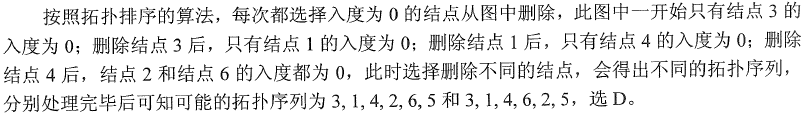 按照拓扑排序的算法，每次都选择入度为 0 的结点从图中删除，此图中一开始只有结点 3 的
入度为 0；删除结点 3 后，只有结点 1 的入度为 0；删除结点 1 后，只有结点 4 的入度为 0；删除
结点 4 后，结点 2 和结点 6 的入度都为 0，此时选择删除不同的结点，会得出不同的拓扑序列，
分别处理完毕后可知可能的拓扑序列为 3, 1, 4, 2, 6, 5 和 3, 1, 4, 6, 2, 5，选 D。